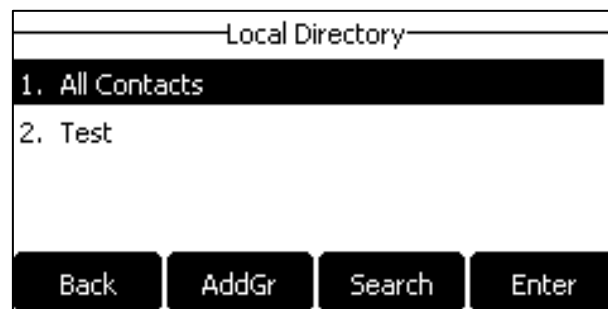 Local Directory
1. All Contacts
2. Test
Back AddGr Search Enter